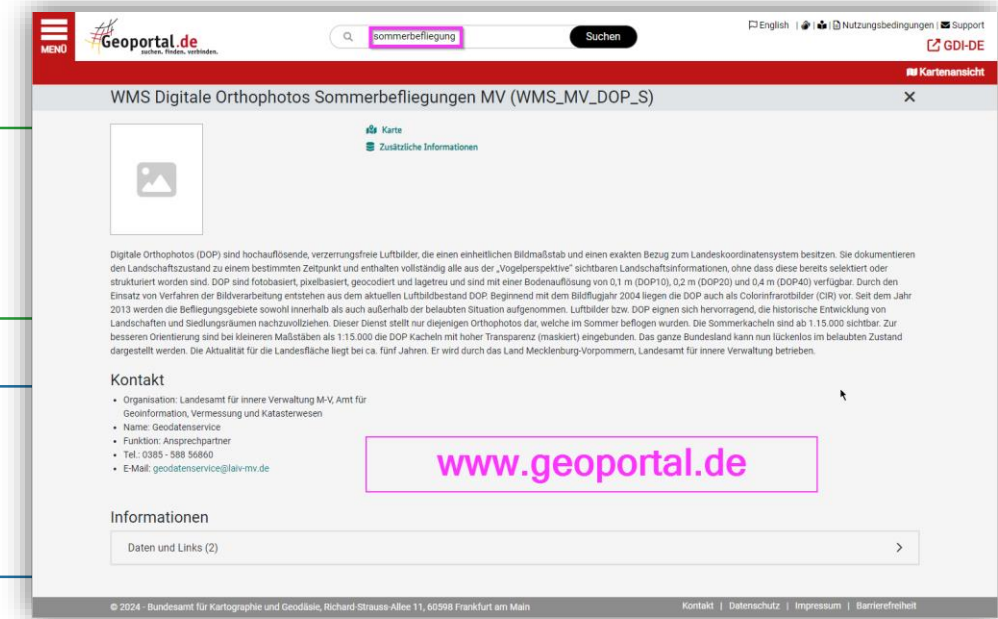 MENÜ
Geoportal.de
suchen. finden. verbinden.
sommerbefliegung
Suchen
English | | | Nutzungsbedingungen | Support
GDI-DE
Kartenansicht
WMS Digitale Orthophotos Sommerbefliegungen MV (WMS_MV_DOP_S)
Karte
Zusätzliche Informationen
Digitale Orthophotos (DOP) sind hochauflösende, verzerrungsfreie Luftbilder, die einen einheitlichen Bildmaßstab und einen exakten Bezug zum Landeskoordinatensystem besitzen. Sie dokumentieren
den Landschaftszustand zu einem bestimmten Zeitpunkt und enthalten vollständig alle aus der „Vogelperspektive“ sichtbaren Landschaftsinformationen, ohne dass diese bereits selektiert oder
strukturiert worden sind. DOP sind fotobasiert, pixelbasiert, geocodiert und lagetreu und sind mit einer Bodenauflösung von 0,1 m (DOP10), 0,2 m (DOP20) und 0,4 m (DOP40) verfügbar. Durch den
Einsatz von Verfahren der Bildverarbeitung entstehen aus dem aktuellen Luftbildbestand DOP. Beginnend mit dem Bildflugjahr 2004 liegen die DOP auch als Colorinfrarotbilder (CIR) vor. Seit dem Jahr
2013 werden die Befliegungsgebiete sowohl innerhalb als auch außerhalb der belaubten Situation aufgenommen. Luftbilder bzw. DOP eignen sich hervorragend, die historische Entwicklung von
Landschaften und Siedlungsräumen nachzuvollziehen. Dieser Dienst stellt nur diejenigen Orthophotos dar, welche im Sommer beflogen wurden. Die Sommerkacheln sind ab 1.15.000 sichtbar. Zur
besseren Orientierung sind bei kleineren Maßstäben als 1:15.000 die DOP Kacheln mit hoher Transparenz (maskiert) eingebunden. Das ganze Bundesland kann nun lückenlos im belaubten Zustand
dargestellt werden. Die Aktualität für die Landesfläche liegt bei ca. fünf Jahren. Er wird durch das Land Mecklenburg-Vorpommern, Landesamt für innere Verwaltung betrieben.
Kontakt
• Organisation: Landesamt für innere Verwaltung M-V, Amt für
Geoinformation, Vermessung und Katasterwesen
• Name: Geodatenservice
• Funktion: Ansprechpartner
• Tel.: 0385 - 588 56860
• E-Mail: geodatenservice@laiv-mv.de
www.geoportal.de
Informationen
Daten und Links (2)
© 2024 - Bundesamt für Kartographie und Geodäsie, Richard-Strauss-Allee 11, 60598 Frankfurt am Main
Kontakt | Datenschutz | Impressum | Barrierefreiheit